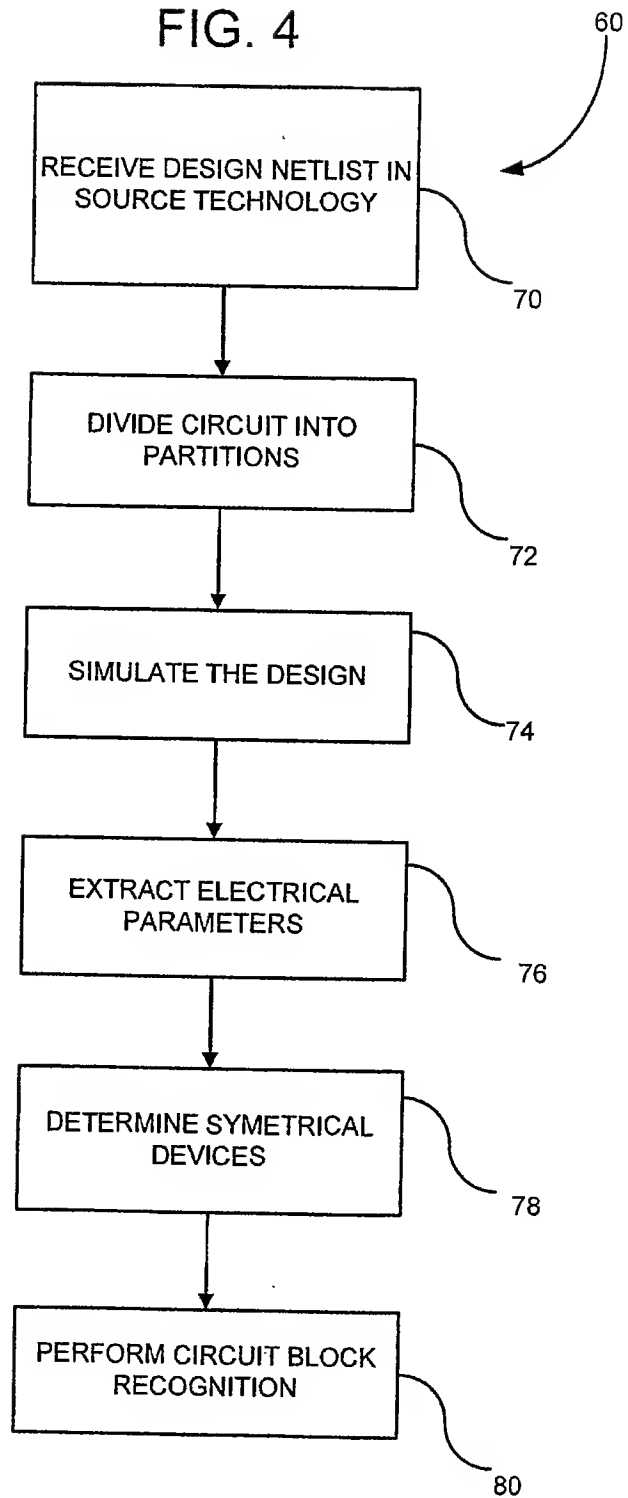 FIG. 4
60
RECEIVE DESIGN NETLIST IN
SOURCE TECHNOLOGY
70
DIVIDE CIRCUIT INTO
PARTITIONS
72
SIMULATE THE DESIGN
74
EXTRACT ELECTRICAL
PARAMETERS
76
DETERMINE SYMETRICAL
DEVICES
78
PERFORM CIRCUIT BLOCK
RECOGNITION
80